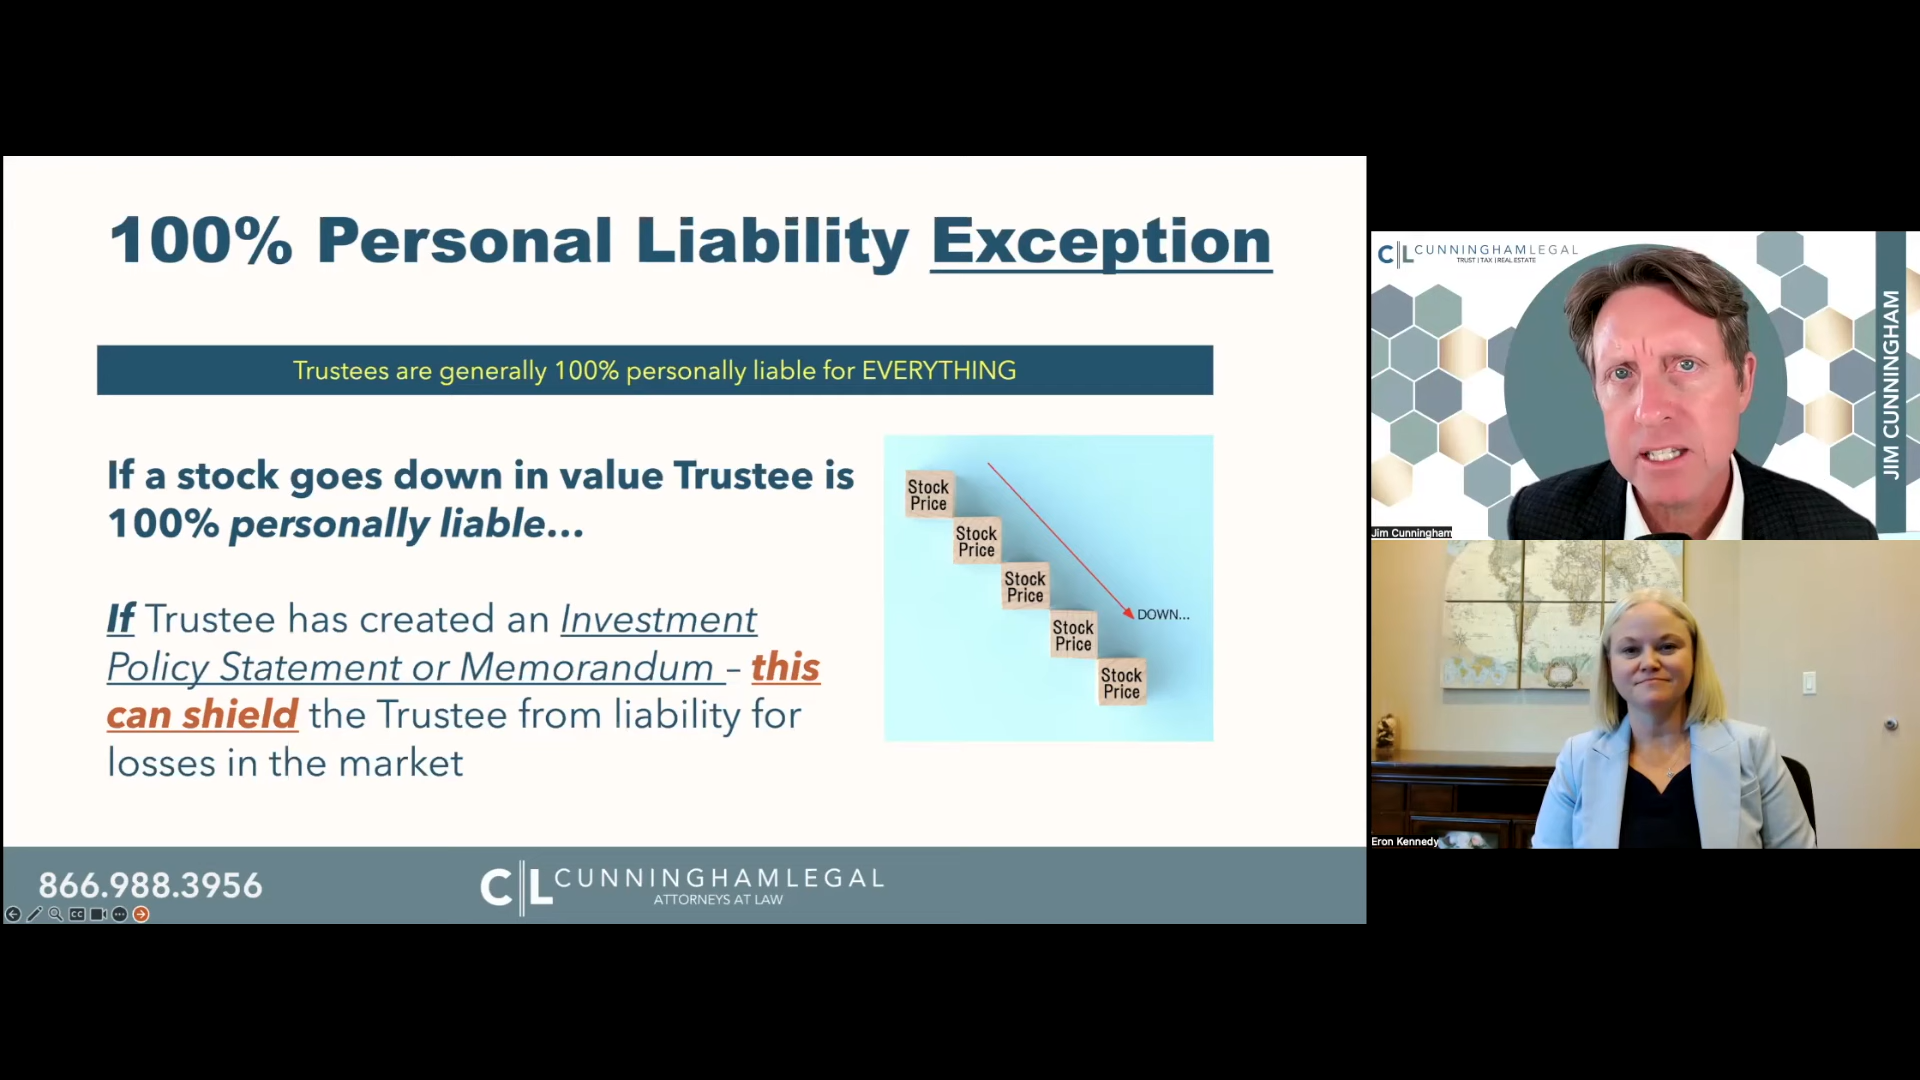 100% Personal Liability Exception
Trustees are generally 100% personally liable for EVERYTHING
If a stock goes down in value Trustee is
100% personally liable...
If Trustee has created an Investment
Policy Statement or Memorandum – this
can shield the Trustee from liability for
losses in the market
Stock
Price
Stock
Price
Stock
Price
Stock
Price
Stock
Price
DOWN...
866.988.3956
CL CUNNINGHAMLEGAL
ATTORNEYS AT LAW
CC
CL CUNNINGHAMLEGAL
TRUST | TAX | REAL ESTATE
JIM CUNNINGHAM
Jim Cunningham
Eron Kennedy